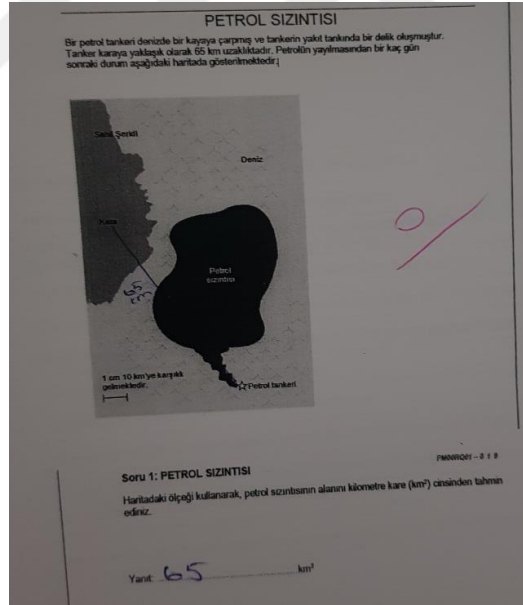 PETROL SIZINTISI
Bir petrol tankeri denizde bir kayaya çarpmış ve tankerin yakıt tankında bir delik oluşmuştur.
Tanker karaya yaklaşık olarak 65 km uzaklıktadır. Petrolün yayılmasından bir kaç gün
sonraki durum aşağıdaki haritada gösterilmektedir.
Sahil Şeridi
Deniz
Kara
Petrol
sızıntısı
65
1 cm 10 km'ye karşılık
gelmektedir.
Petrol tankeri
0
Soru 1: PETROL SIZINTISI
Haritadaki ölçeği kullanarak, petrol sızıntısının alanını kilometre kare (km²) cinsinden tahmin
ediniz.
Yanıt: 65 km²